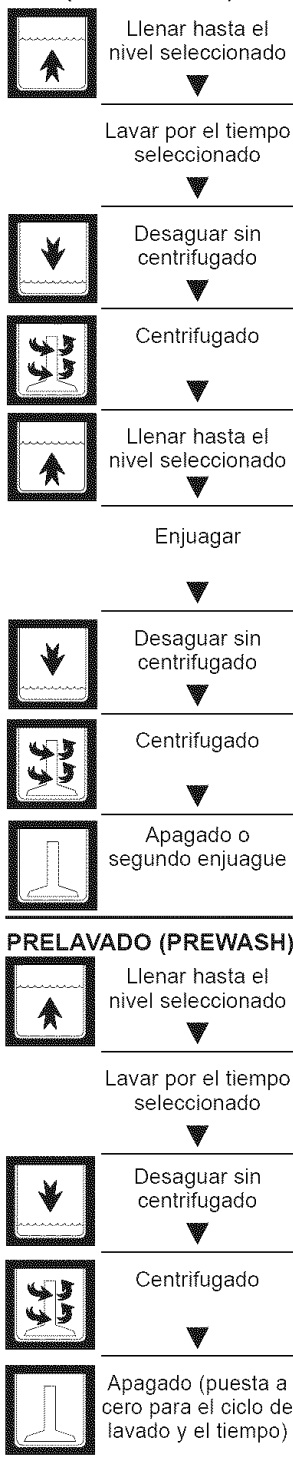 Llenar hasta el
nivel seleccionado
Lavar por el tiempo
seleccionado
Desaguar sin
centrifugado
Centrifugado
Llenar hasta el
nivel seleccionado
Enjuagar
Desaguar sin
centrifugado
Centrifugado
Apagado o
segundo enjuague
PRELAVADO (PREWASH)
Llenar hasta el
nivel seleccionado
Lavar por el tiempo
seleccionado
Desaguar sin
centrifugado
Centrifugado
Apagado (puesta a
cero para el ciclo de
lavado y el tiempo)